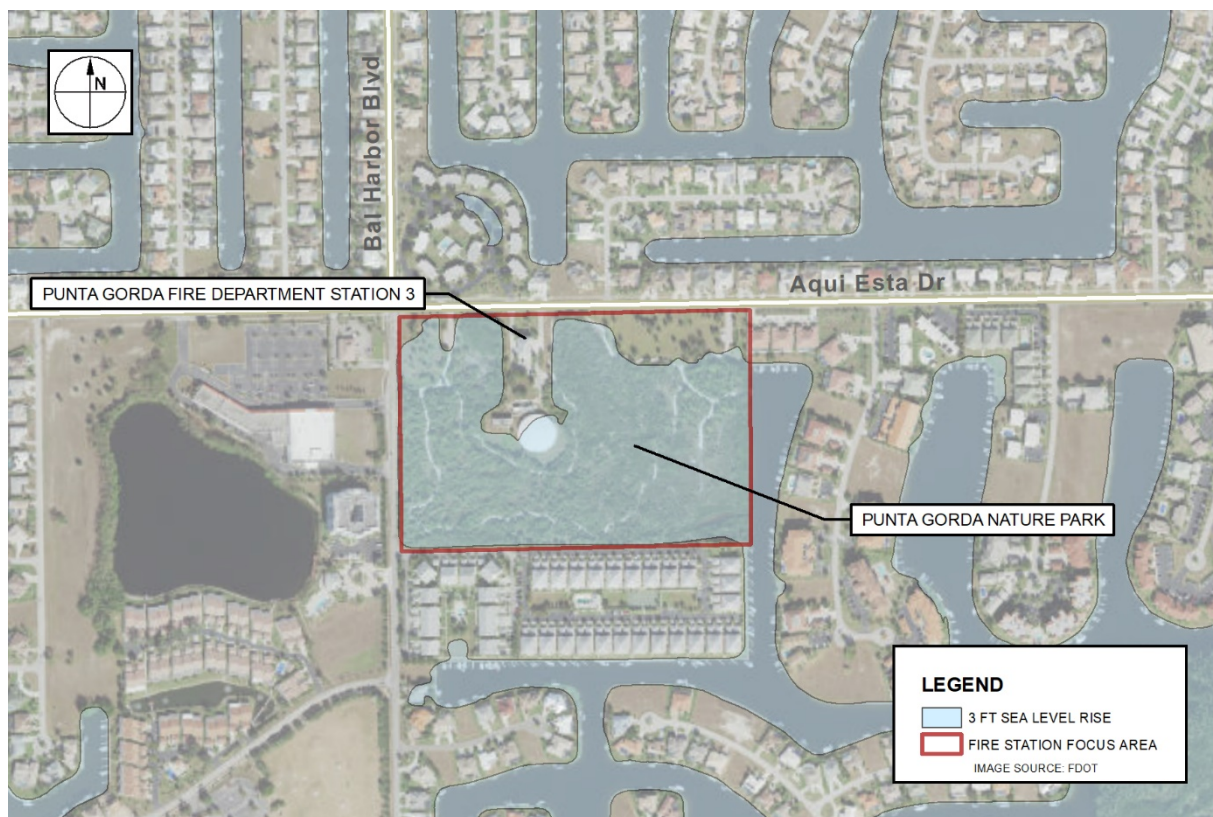 N
Bal Harbor Blvd
Aqui Esta Dr
PUNTA GORDA FIRE DEPARTMENT STATION 3
PUNTA GORDA NATURE PARK
LEGEND
3 FT SEA LEVEL RISE
FIRE STATION FOCUS AREA
IMAGE SOURCE: FDOT